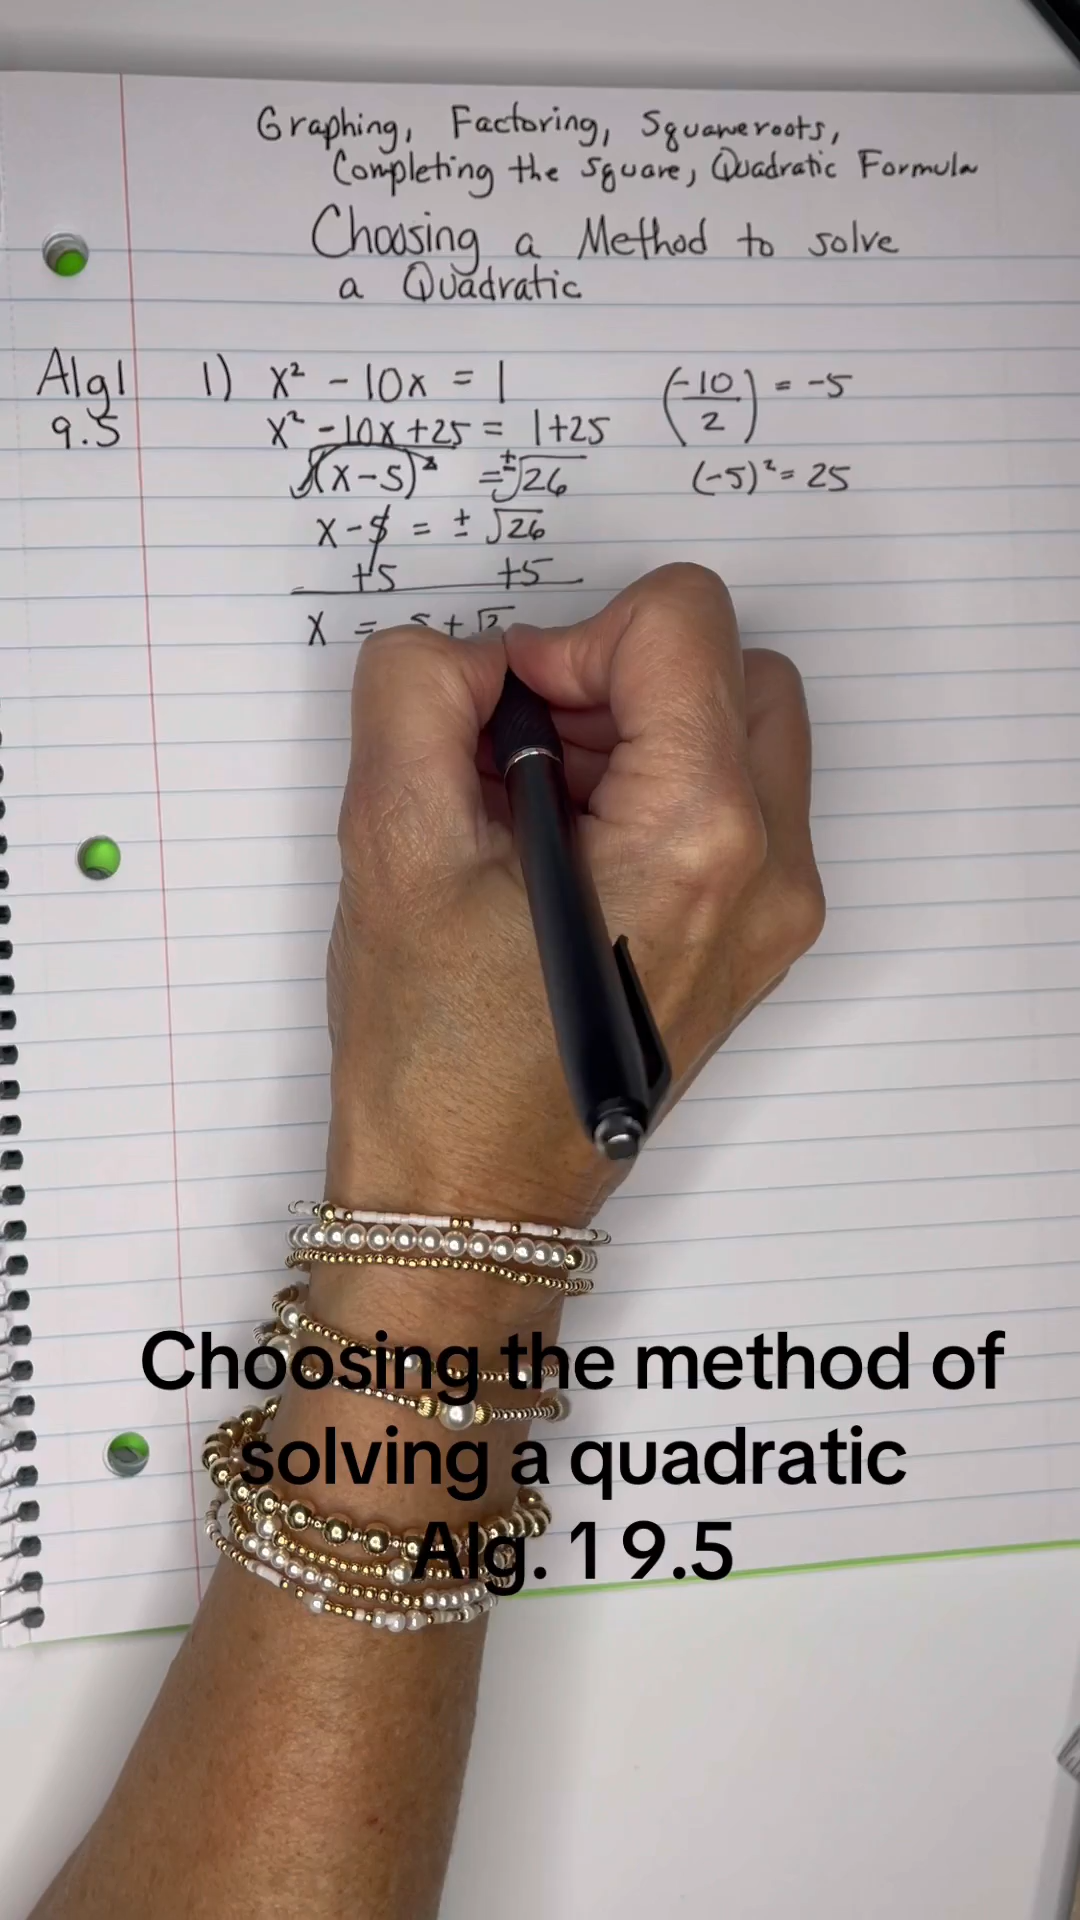 Graphing, Factoring, Squareroots,
Completing the square, Quadratic Formula
Choosing a Method to solve
a Quadratic
Alg1
9.5
1) x² - 10x = 1
(-10/2) = -5
x² - 10x + 25 = 1+25
√(x-5)² = ±√26
(-5)² = 25
x - 5 = ± √26
+5 +5
x =
Choosing the method of
solving a quadratic
Alg. 1 9.5